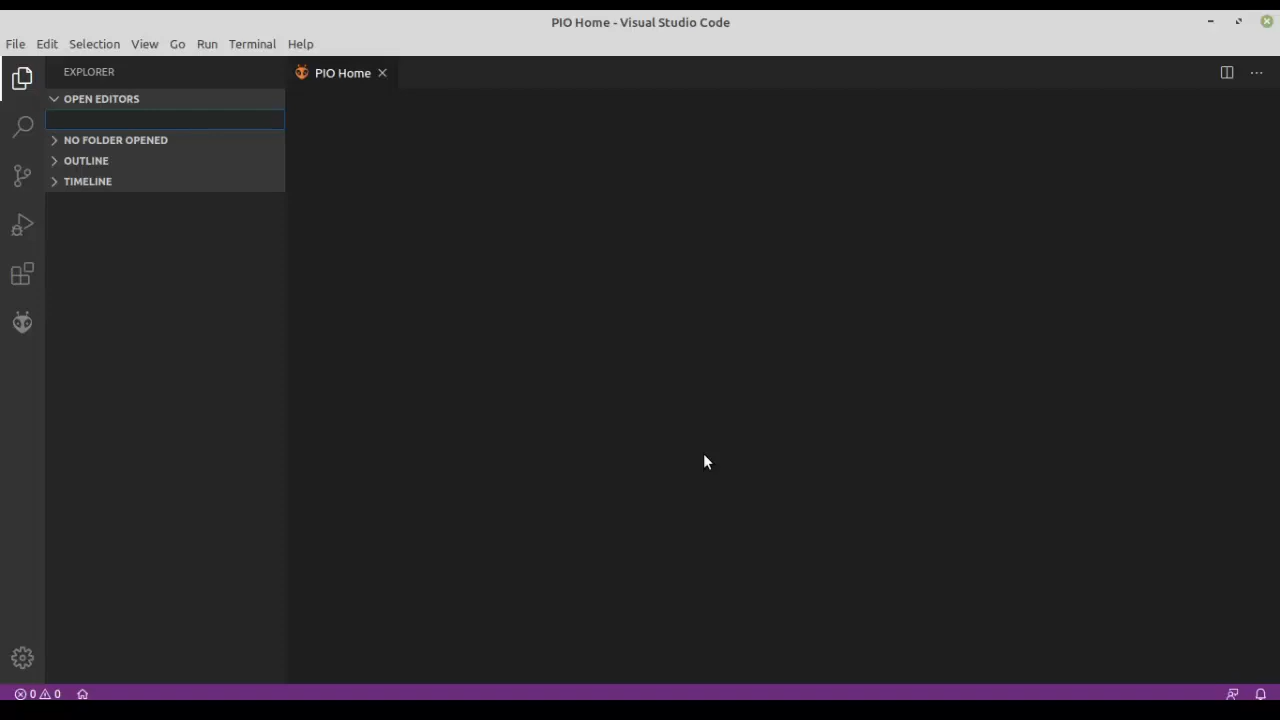 PIO Home - Visual Studio Code
File Edit Selection View Go Run Terminal Help
EXPLORER
PIO Home
OPEN EDITORS
NO FOLDER OPENED
OUTLINE
TIMELINE
0 0